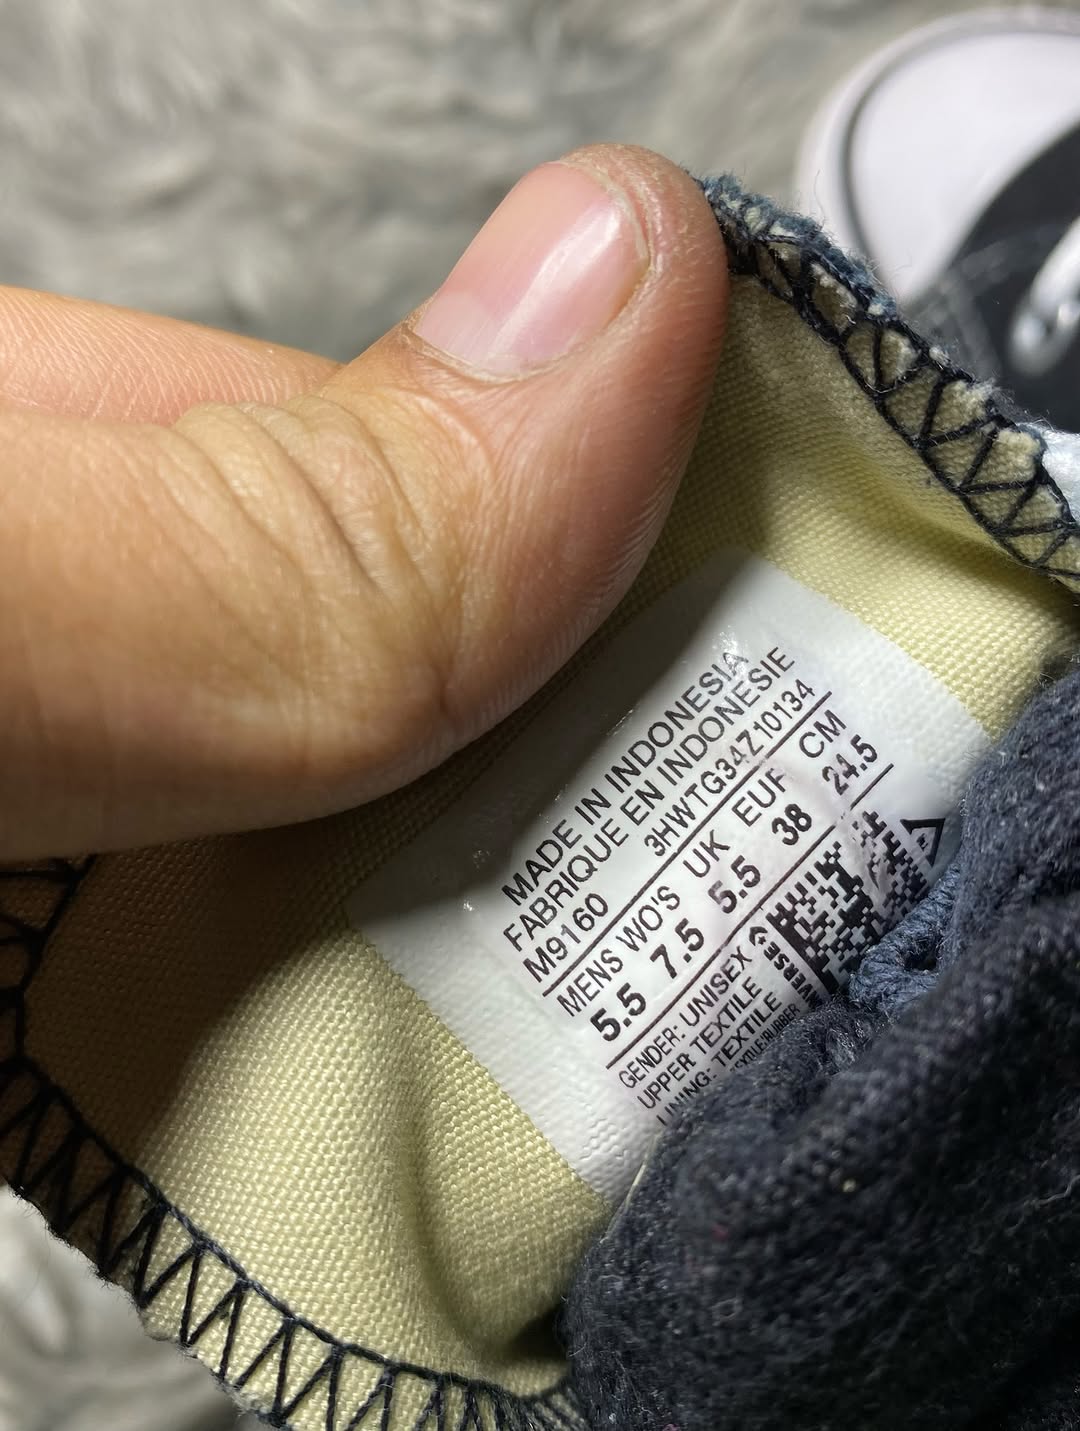 MADE IN INDONESIA
FABRIQUE EN INDONESIE
M9160 3HWTG34Z10134
MENS WO'S UK EUR CM
5.5 7.5 5.5 38 24.5
GENDER: UNISEX
UPPER TEXTILE
LINING: TEXTILE